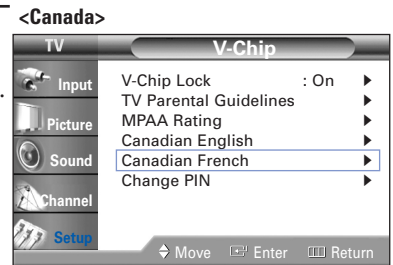 <Canada>
TV V-Chip
Input
Picture
Sound
Channel
Setup
V-Chip Lock : On
TV Parental Guidelines
MPAA Rating
Canadian English
Canadian French
Change PIN
Move Enter Return